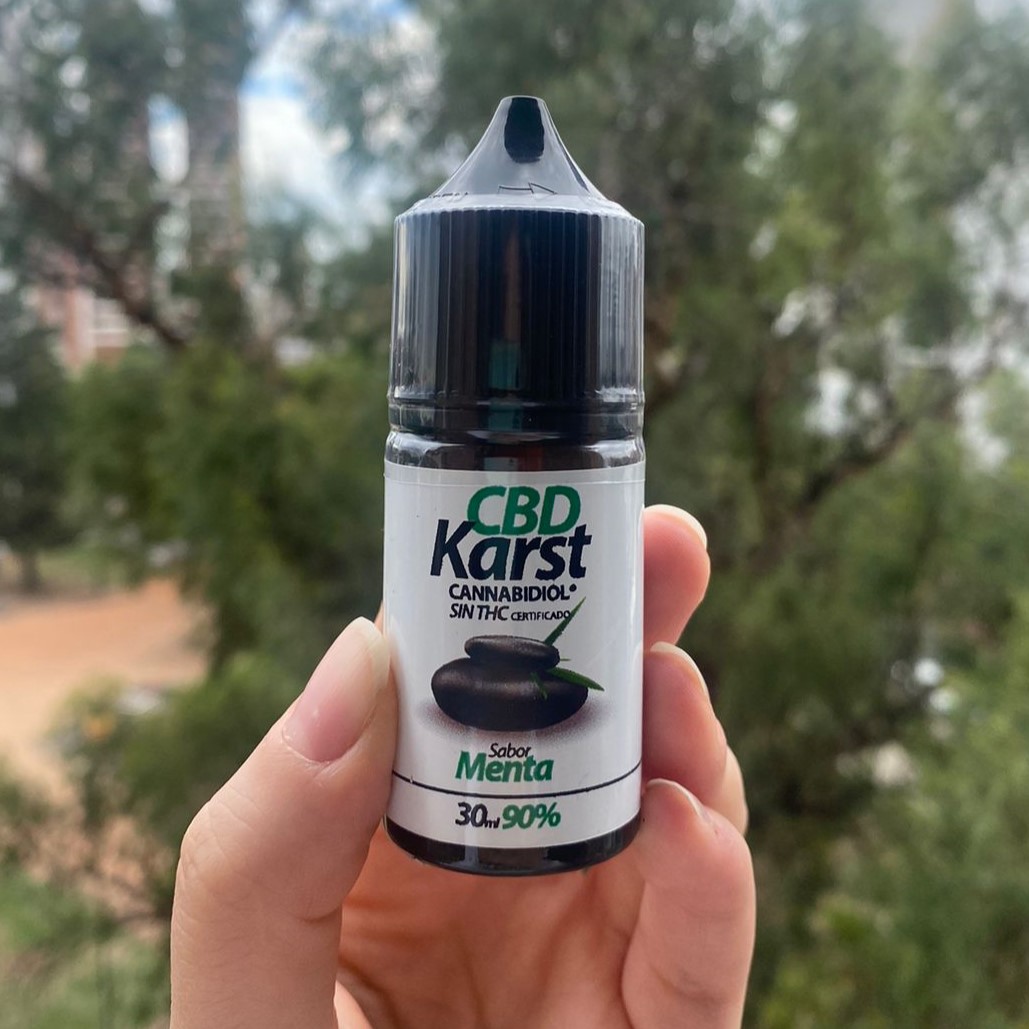 CBD
Karst
CANNABIDIOL®
SIN THC CERTIFICADO
Sabor
Menta
30ml 90%